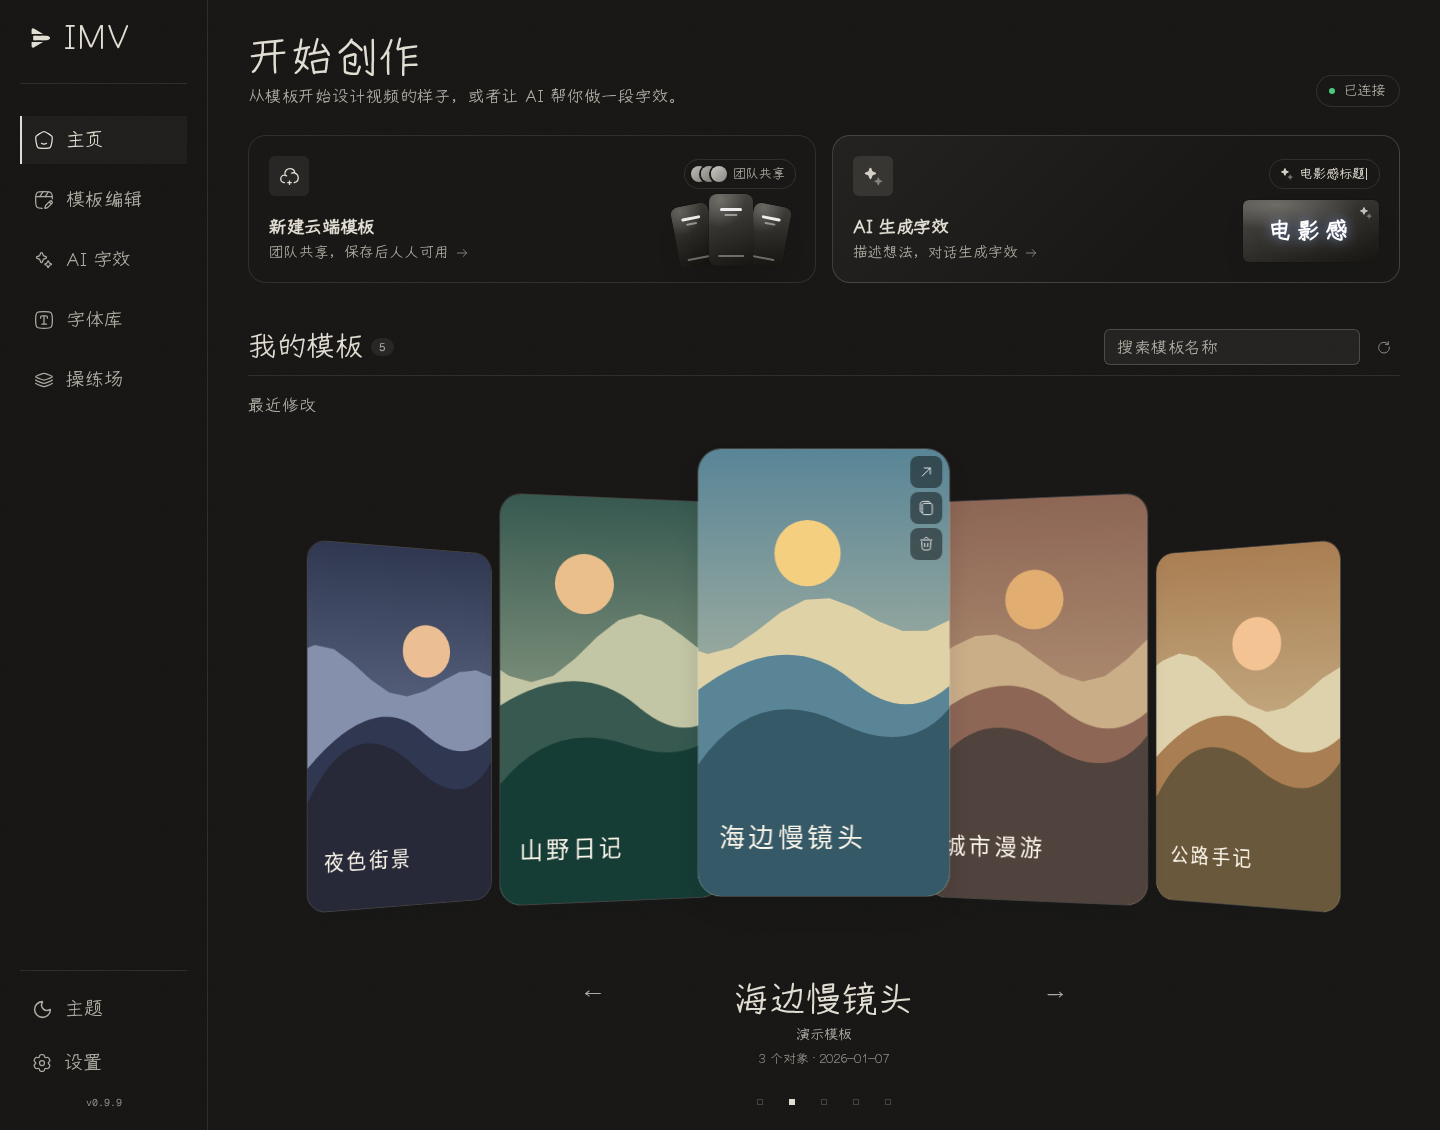 IMV
主页
模板编辑
AI 字效
字体库
操练场
主题
设置
v0.9.9
开始创作
从模板开始设计视频的样子，或者让 AI 帮你做一段字效。
已连接
团队共享
新建云端模板
团队共享，保存后人人可用 →
电影感标题
电影感
AI 生成字效
描述想法，对话生成字效 →
我的模板 5
搜索模板名称
最近修改
夜色街景
山野日记
海边慢镜头
城市漫游
公路手记
← 海边慢镜头 →
演示模板
3 个对象 · 2026-01-07